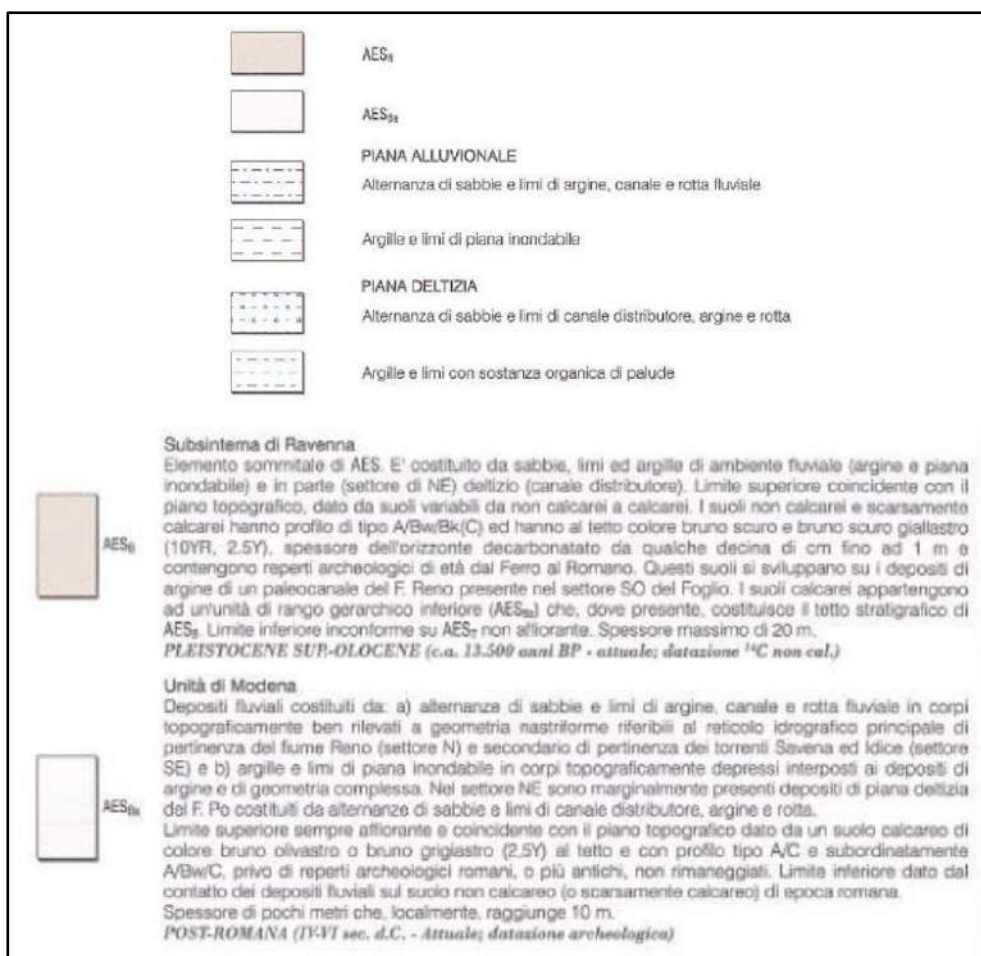 AES₈
AES₈ₐ
PIANA ALLUVIONALE
Alternanza di sabbie e limi di argine, canale e rotta fluviale
Argille e limi di piana inondabile
PIANA DELTIZIA
Alternanza di sabbie e limi di canale distributore, argine e rotta
Argille e limi con sostanza organica di palude
Subsintema di Ravenna
Elemento sommitale di AES. E' costituito da sabbie, limi ed argille di ambiente fluviale (argine e piana
inondabile) e in parte (settore di NE) deltizio (canale distributore). Limite superiore coincidente con il
piano topografico, dato da suoli variabili da non calcarei a calcarei. I suoli non calcarei e scarsamente
calcarei hanno profilo di tipo A/Bw/Bk(C) ed hanno al tetto colore bruno scuro e bruno scuro giallastro
AES₈
(10YR, 2.5Y), spessore dell'orizzonte decarbonatato da qualche decina di cm fino ad 1 m e
contengono reperti archeologici di età dal Ferro al Romano. Questi suoli si sviluppano su i depositi di
argine di un paleocanale del F. Reno presente nel settore SO del Foglio. I suoli calcarei appartengono
ad un'unità di rango gerarchico inferiore (AES₈ₐ) che, dove presente, costituisce il tetto stratigrafico di
AES₈. Limite inferiore inconforme su AES₇ non affiorante. Spessore massimo di 20 m.
PLEISTOCENE SUP.-OLOCENE (c.a. 13.500 anni BP - attuale; datazione ¹⁴C non cal.)
Unità di Modena
Depositi fluviali costituiti da: a) alternanze di sabbie e limi di argine, canale e rotta fluviale in corpi
topograficamente ben rilevati a geometria nastriforme riferibili al reticolo idrografico principale di
pertinenza del fiume Reno (settore N) e secondario di pertinenza dei torrenti Savena ed Idice (settore
SE) e b) argille e limi di piana inondabile in corpi topograficamente depressi interposti ai depositi di
argine e di geometria complessa. Nel settore NE sono marginalmente presenti depositi di piana deltizia
AES₈ₐ
del F. Po costituiti da alternanze di sabbie e limi di canale distributore, argine e rotta.
Limite superiore sempre affiorante e coincidente con il piano topografico dato da un suolo calcareo di
colore bruno olivastro o bruno grigiastro (2,5Y) al tetto e con profilo tipo A/C e subordinatamente
A/Bw/C, privo di reperti archeologici romani, o più antichi, non rimaneggiati. Limite inferiore dato dal
contatto dei depositi fluviali sul suolo non calcareo (o scarsamente calcareo) di epoca romana.
Spessore di pochi metri che, localmente, raggiunge 10 m.
POST-ROMANA (IV-VI sec. d.C. - Attuale; datazione archeologica)